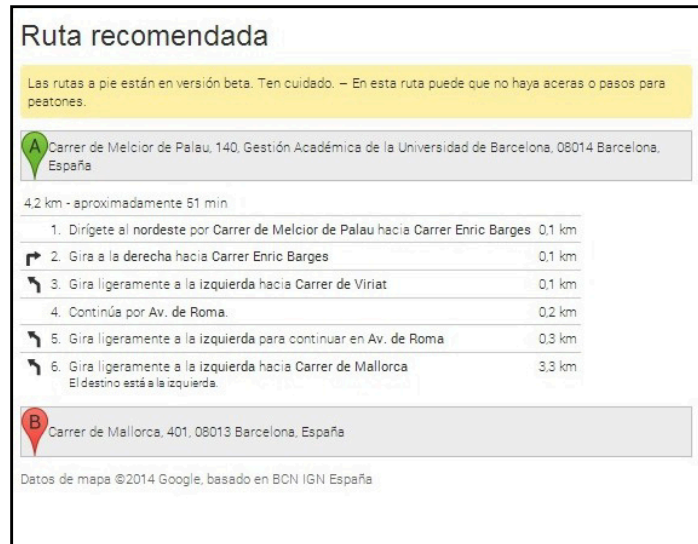 Ruta recomendada
Las rutas a pie están en versión beta. Ten cuidado. – En esta ruta puede que no haya aceras o pasos para
peatones.
A
Carrer de Melcior de Palau, 140, Gestión Académica de la Universidad de Barcelona, 08014 Barcelona,
España
4,2 km - aproximadamente 51 min
1. Dirígete al nordeste por Carrer de Melcior de Palau hacia Carrer Enric Barges 0,1 km
2. Gira a la derecha hacia Carrer Enric Barges 0,1 km
3. Gira ligeramente a la izquierda hacia Carrer de Viriat 0,1 km
4. Continúa por Av. de Roma. 0,2 km
5. Gira ligeramente a la izquierda para continuar en Av. de Roma 0,3 km
6. Gira ligeramente a la izquierda hacia Carrer de Mallorca 3,3 km
El destino está a la izquierda.
B
Carrer de Mallorca, 401, 08013 Barcelona, España
Datos de mapa ©2014 Google, basado en BCN IGN España